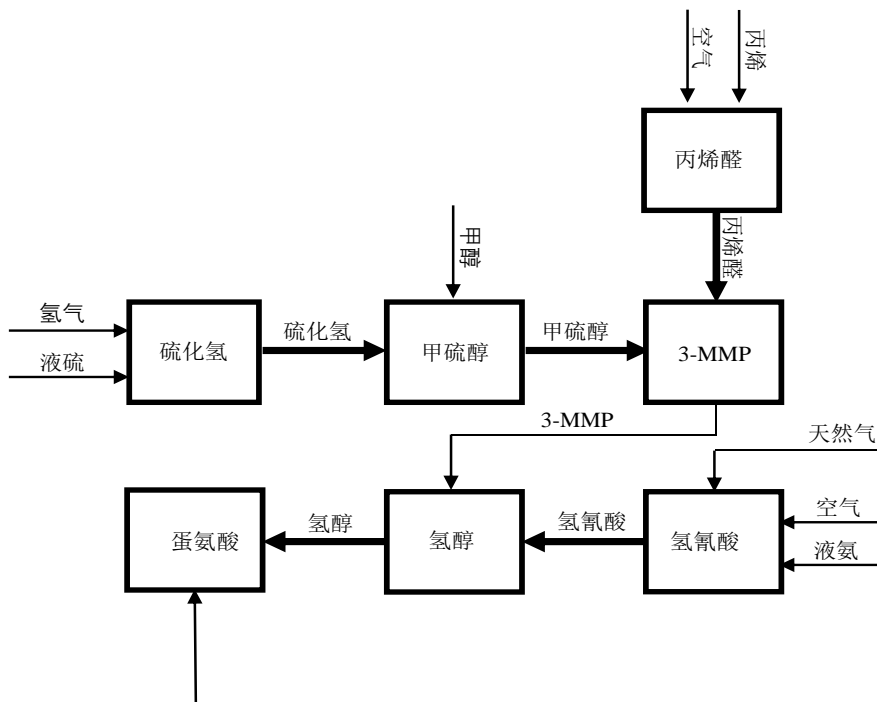 空气
丙烯
丙烯醛
丙烯醛
甲醇
氢气
液硫
硫化氢
硫化氢
甲硫醇
甲硫醇
3-MMP
3-MMP
天然气
空气
液氨
氢氰酸
氢氰酸
氢醇
氢醇
蛋氨酸